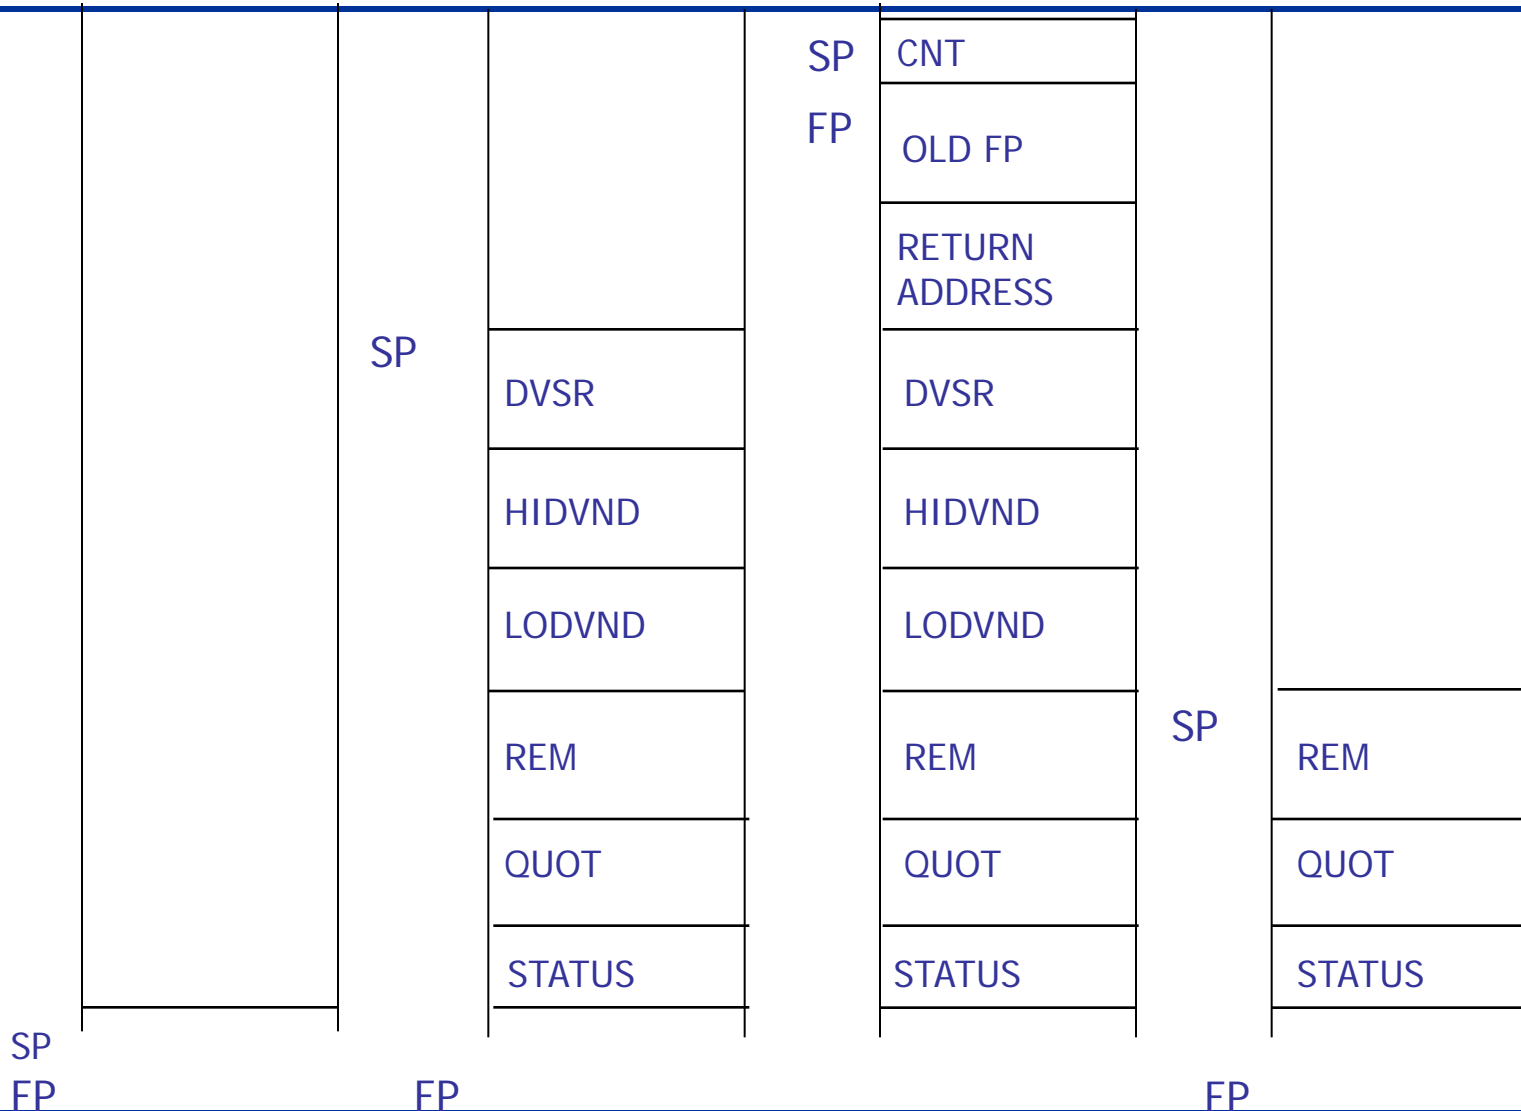 SP
FP
SP
DVSR
HIDVND
LODVND
REM
QUOT
STATUS
FP
SP
CNT
FP
OLD FP
RETURN
ADDRESS
DVSR
HIDVND
LODVND
REM
QUOT
STATUS
SP
REM
QUOT
STATUS
FP